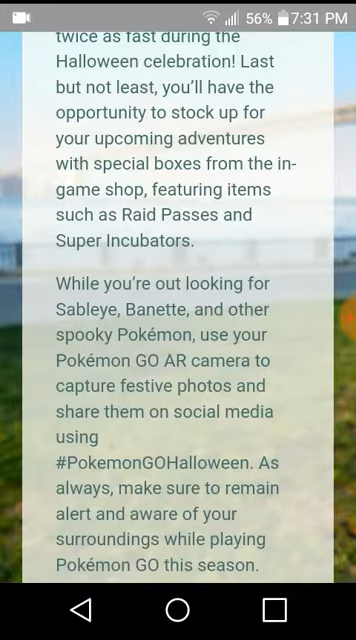 56% 7:31 PM
twice as fast during the
Halloween celebration! Last
but not least, you'll have the
opportunity to stock up for
your upcoming adventures
with special boxes from the in-
game shop, featuring items
such as Raid Passes and
Super Incubators.
While you're out looking for
Sableye, Banette, and other
spooky Pokémon, use your
Pokémon GO AR camera to
capture festive photos and
share them on social media
using
#PokemonGOHalloween. As
always, make sure to remain
alert and aware of your
surroundings while playing
Pokémon GO this season.